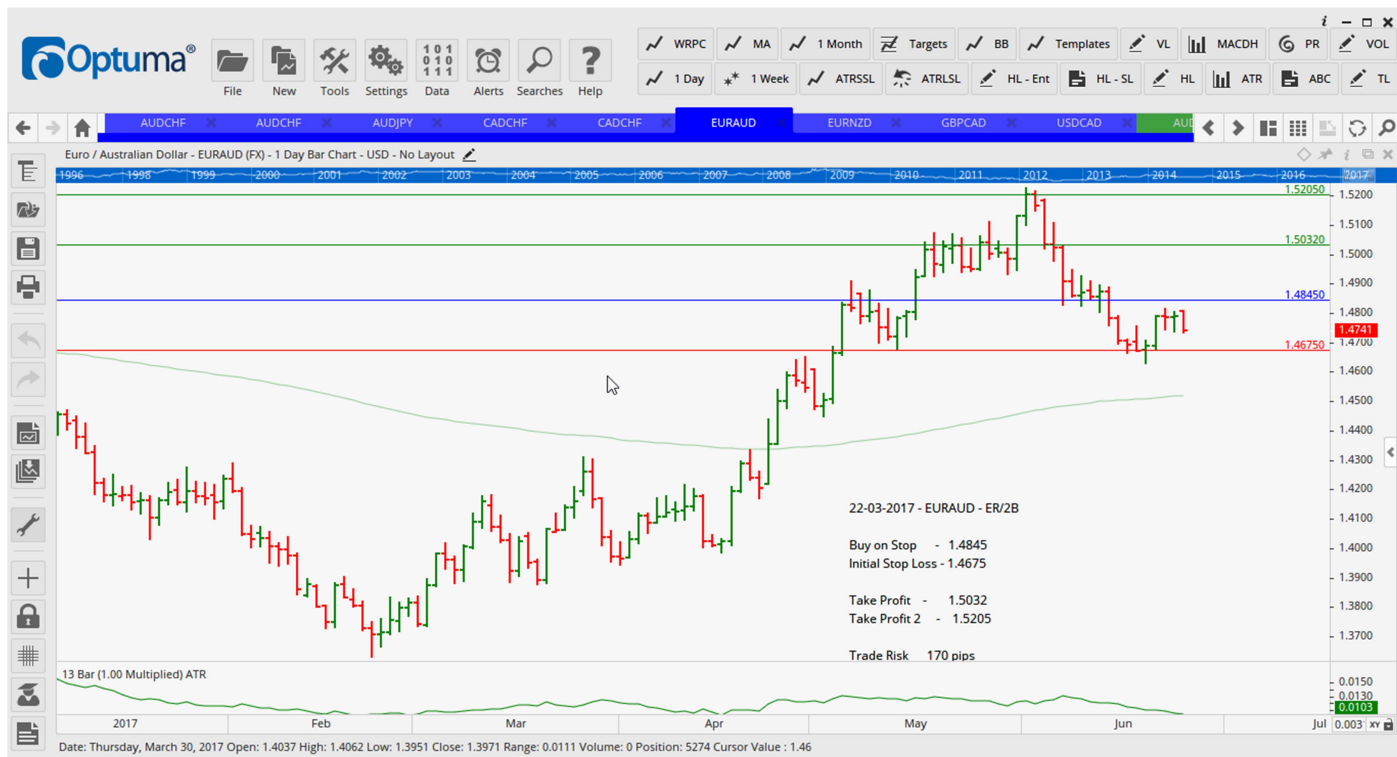 Optuma®
File
New
Tools
Settings
101 010 111
Data
Alerts
Searches
Help
WRPC
MA
1 Month
Targets
BB
Templates
VL
MACDH
PR
VOL
1 Day
1 Week
ATRSSL
ATRLSL
HL - Ent
HL - SL
HL
ATR
ABC
TL
AUDCHF
AUDCHF
AUDJPY
CADCHF
CADCHF
EURAUD
EURNZD
GBPCAD
USDCAD
AUD
Euro / Australian Dollar - EURAUD (FX) - 1 Day Bar Chart - USD - No Layout
1996 1998 1999 2000 2001 2002 2003 2004 2005 2006 2007 2008 2009 2010 2011 2012 2013 2014 2015 2016 2017
1.5205
1.5200
1.5100
1.50320
1.5000
1.4900
1.48450
1.4800
1.4741
1.4700
1.46750
1.4600
1.4500
1.4400
1.4300
1.4200
1.4100
1.4000
1.3900
1.3800
1.3700
22-03-2017 - EURAUD - ER/2B
Buy on Stop - 1.4845
Initial Stop Loss - 1.4675
Take Profit - 1.5032
Take Profit 2 - 1.5205
Trade Risk 170 pips
13 Bar (1.00 Multiplied) ATR
0.0150
0.0130
0.0103
2017 Feb Mar Apr May Jun Jul
0.003 XY
Date: Thursday, March 30, 2017 Open: 1.4037 High: 1.4062 Low: 1.3951 Close: 1.3971 Range: 0.0111 Volume: 0 Position: 5274 Cursor Value : 1.46